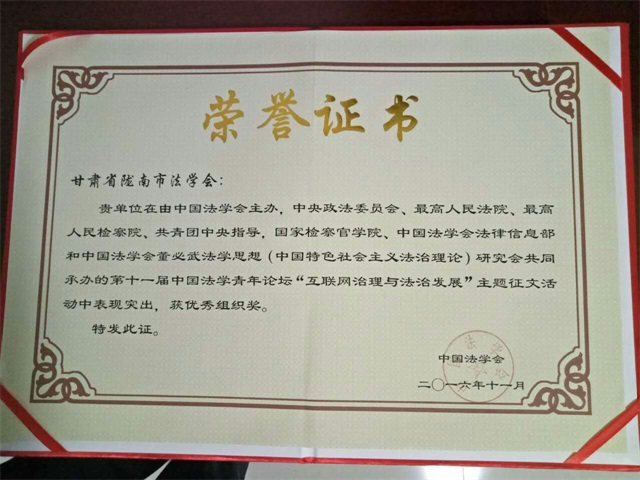 荣誉证书
甘肃省陇南市法学会：
贵单位在由中国法学会主办，中央政法委员会、最高人民法院、最高
人民检察院、共青团中央指导，国家检察官学院、中国法学会法律信息部
和中国法学会董必武法学思想（中国特色社会主义法治理论）研究会共同
承办的第十一届中国法学青年论坛“互联网治理与法治发展”主题征文活
动中表现突出，获优秀组织奖。
特发此证。
中国法学会
二〇一六年十一月